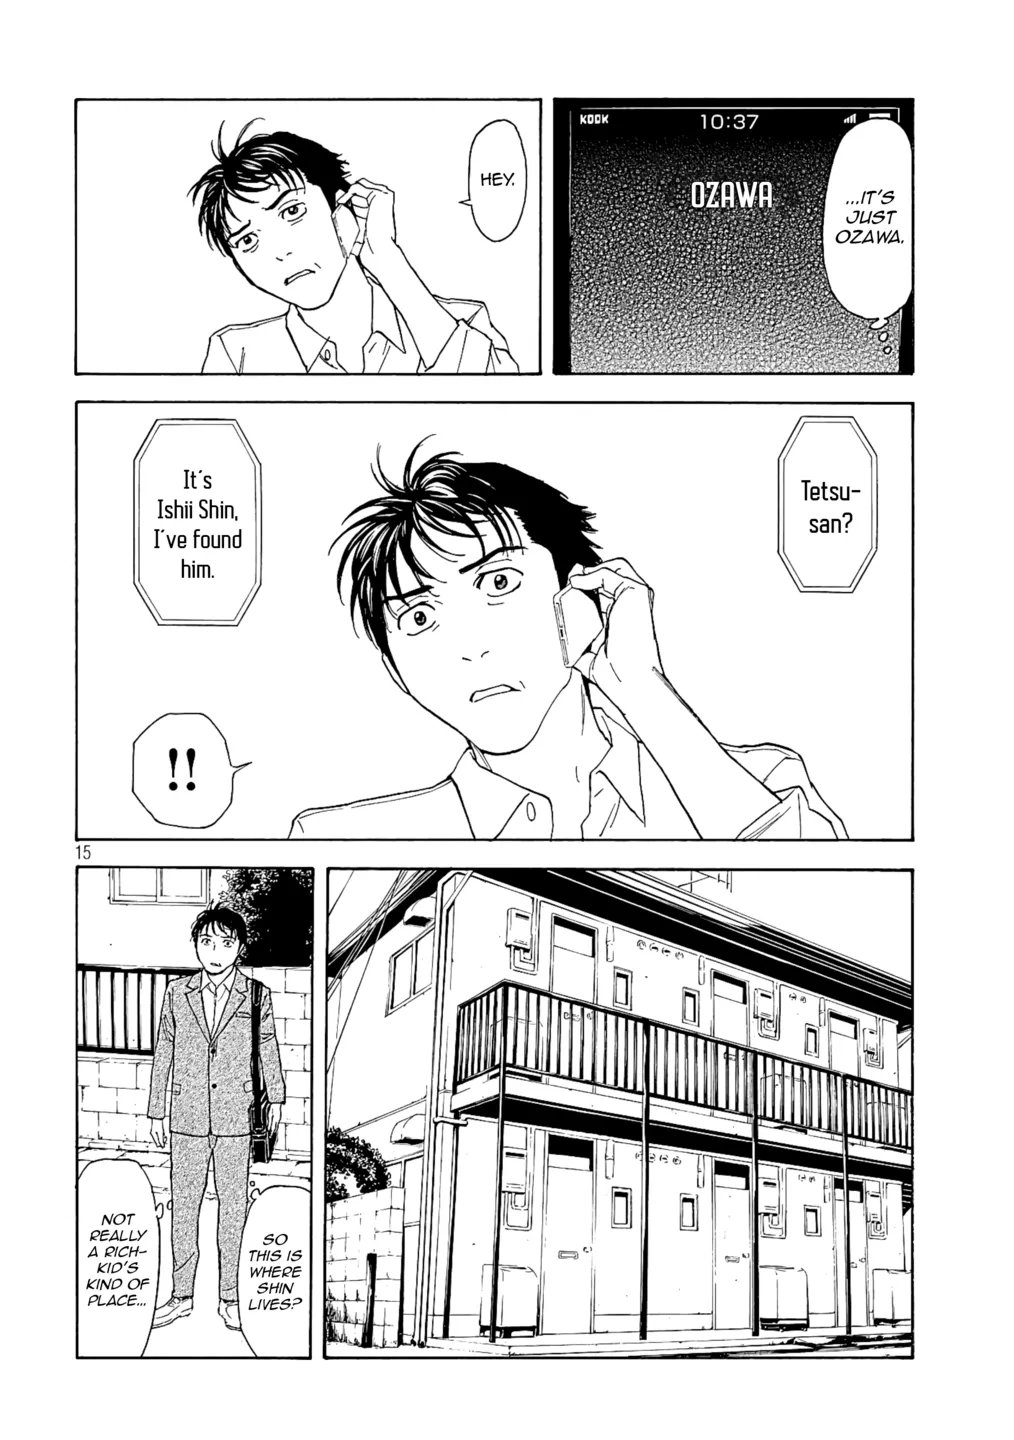 KOOK
10:37
OZAWA
...IT'S
JUST
OZAWA.
HEY.
Tetsu-
san?
It's
Ishii Shin,
I've found
him.
!!
15
SO
THIS IS
WHERE
SHIN
LIVES?
NOT
REALLY
A RICH-
KID'S
KIND OF
PLACE...